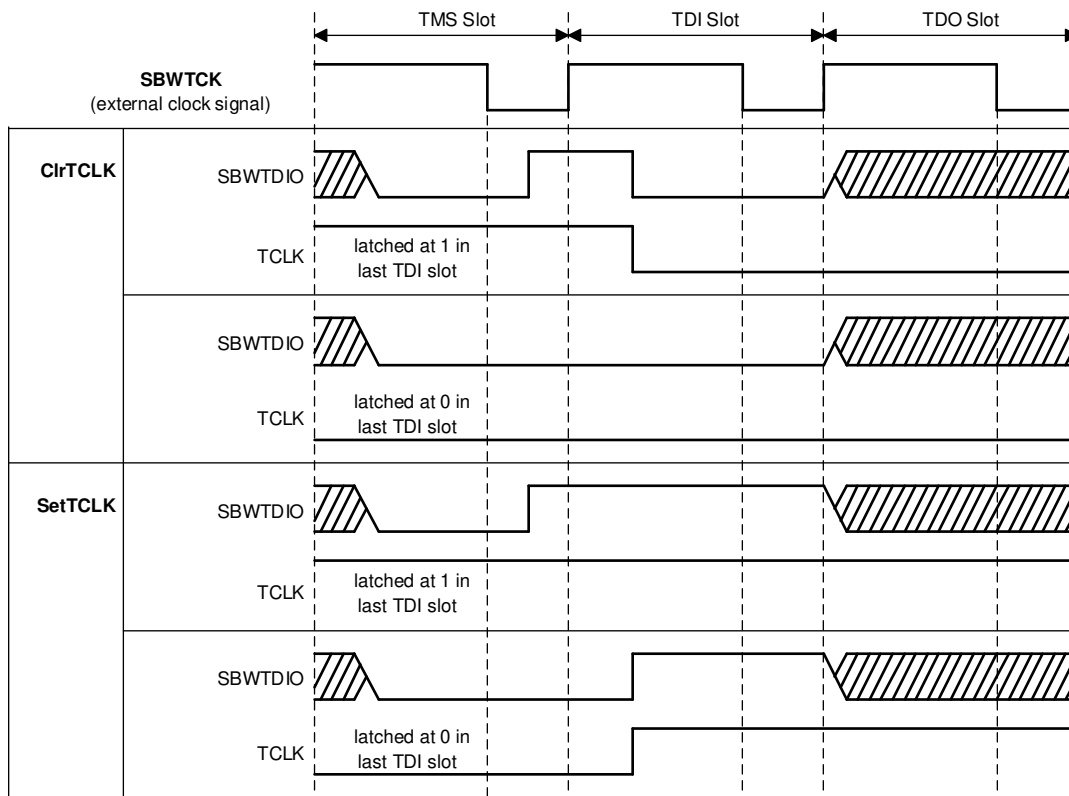 TMS Slot TDI Slot TDO Slot
SBWTCK
(external clock signal)
ClrTCLK
SBWTDIO
TCLK
latched at 1 in
last TDI slot
SBWTDIO
TCLK
latched at 0 in
last TDI slot
SetTCLK
SBWTDIO
TCLK
latched at 1 in
last TDI slot
SBWTDIO
TCLK
latched at 0 in
last TDI slot